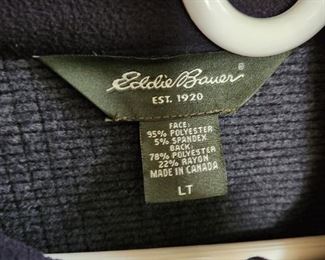 Eddie Bauer®
EST. 1920
FACE:
95% POLYESTER
5% SPANDEX
BACK:
78% POLYESTER
22% RAYON
MADE IN CANADA
LT